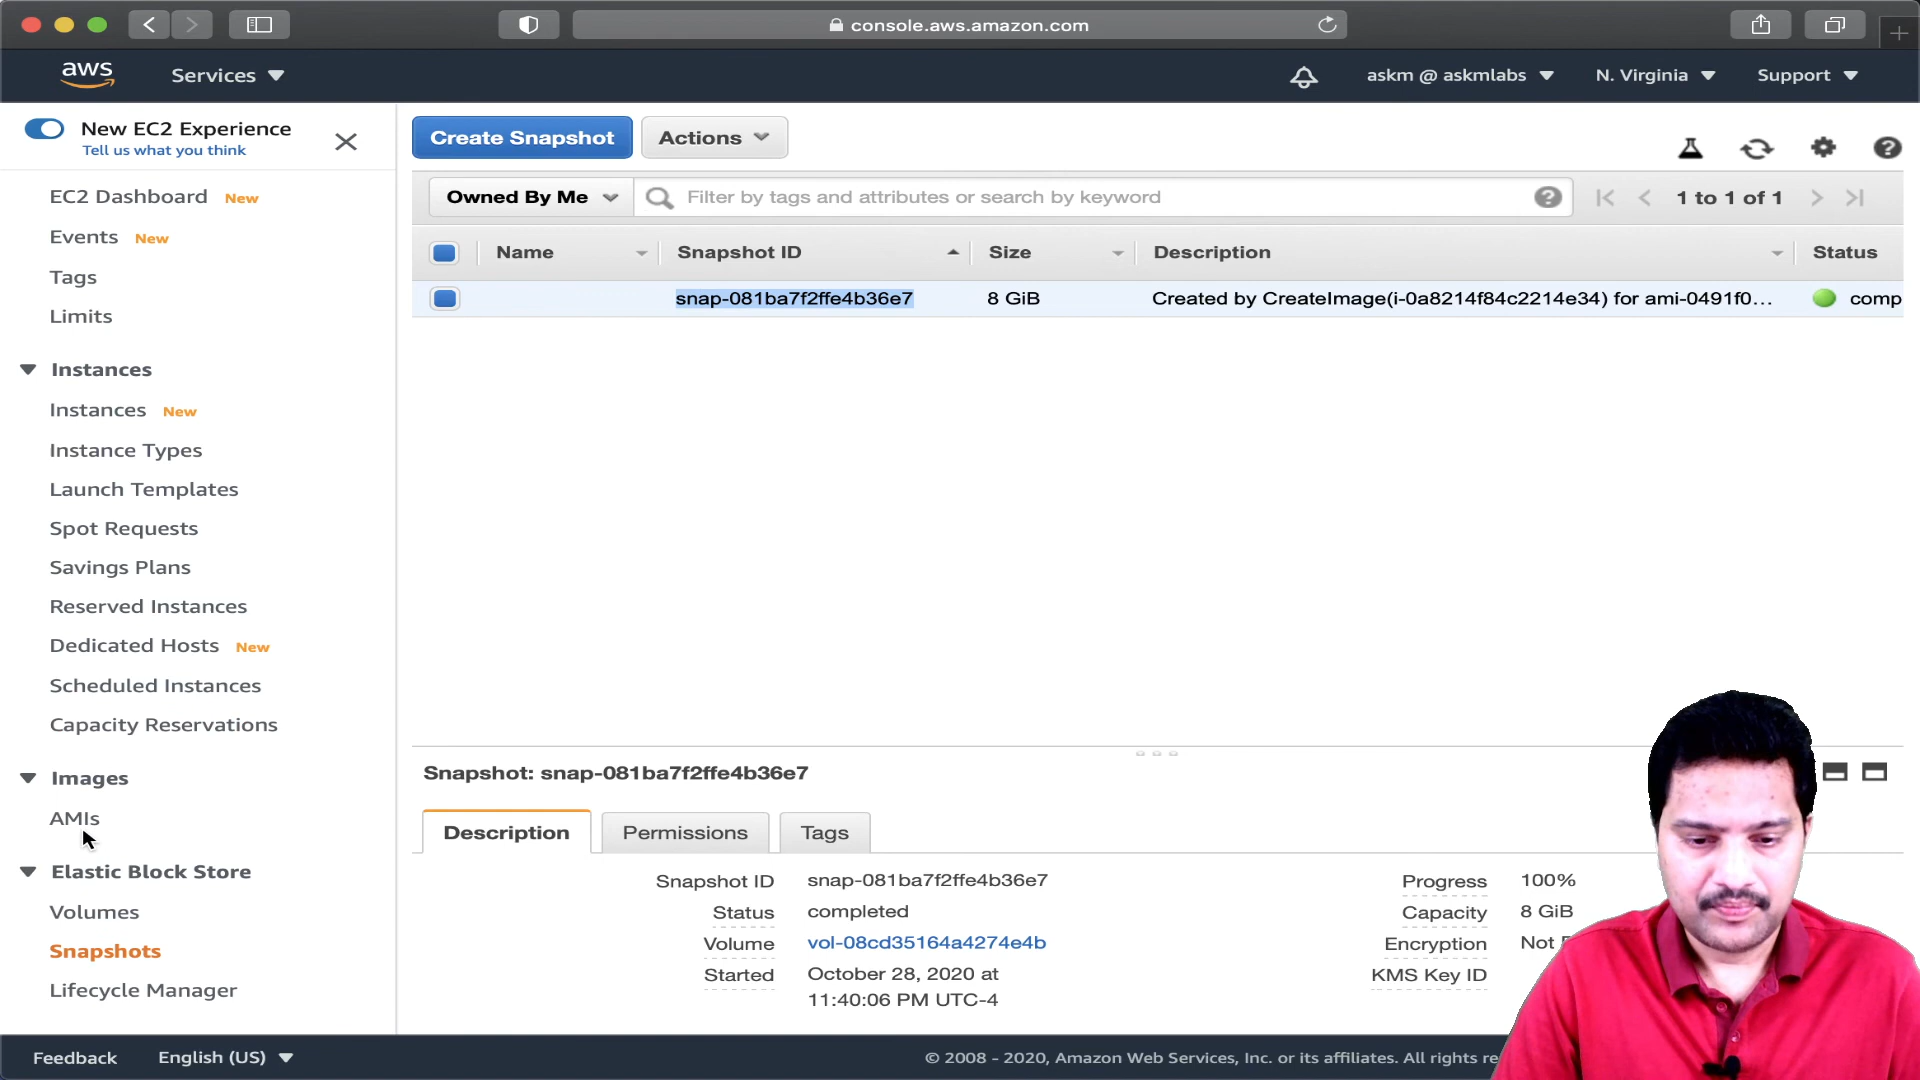 console.aws.amazon.com
aws Services askm @ askmlabs N. Virginia Support
New EC2 Experience
Tell us what you think
EC2 Dashboard New
Events New
Tags
Limits
Instances
Instances New
Instance Types
Launch Templates
Spot Requests
Savings Plans
Reserved Instances
Dedicated Hosts New
Scheduled Instances
Capacity Reservations
Images
AMIs
Elastic Block Store
Volumes
Snapshots
Lifecycle Manager
Create Snapshot Actions
Owned By Me Filter by tags and attributes or search by keyword 1 to 1 of 1
Name Snapshot ID Size Description Status
snap-081ba7f2ffe4b36e7 8 GiB Created by CreateImage(i-0a8214f84c2214e34) for ami-0491f0... comp
Snapshot: snap-081ba7f2ffe4b36e7
Description Permissions Tags
Snapshot ID snap-081ba7f2ffe4b36e7 Progress 100%
Status completed Capacity 8 GiB
Volume vol-08cd35164a4274e4b Encryption Not
Started October 28, 2020 at KMS Key ID
11:40:06 PM UTC-4
Feedback English (US) © 2008 - 2020, Amazon Web Services, Inc. or its affiliates. All rights re